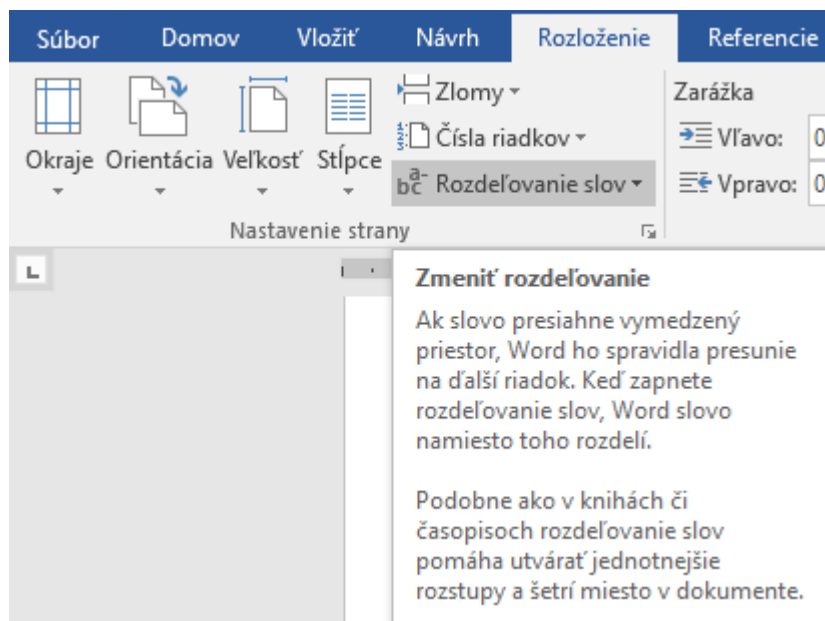 Súbor Domov Vložiť Návrh Rozloženie Referencie
Okraje Orientácia Veľkosť Stĺpce
Zlomy
Čísla riadkov
a-
bc Rozdeľovanie slov
Zarážka
Vľavo: 0
Vpravo: 0
Nastavenie strany
Zmeniť rozdeľovanie
Ak slovo presiahne vymedzený
priestor, Word ho spravidla presunie
na ďalší riadok. Keď zapnete
rozdeľovanie slov, Word slovo
namiesto toho rozdelí.
Podobne ako v knihách či
časopisoch rozdeľovanie slov
pomáha utvárať jednotnejšie
rozstupy a šetrí miesto v dokumente.